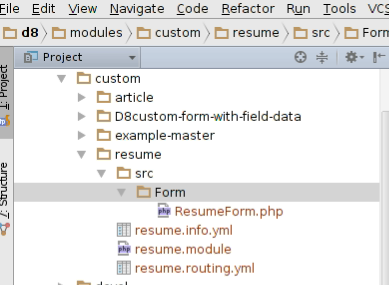 File Edit View Navigate Code Refactor Run Tools VCS
d8 modules custom resume src Form
Project
1: Project
custom
article
D8custom-form-with-field-data
example-master
resume
src
Form
ResumeForm.php
resume.info.yml
resume.module
resume.routing.yml
7: Structure